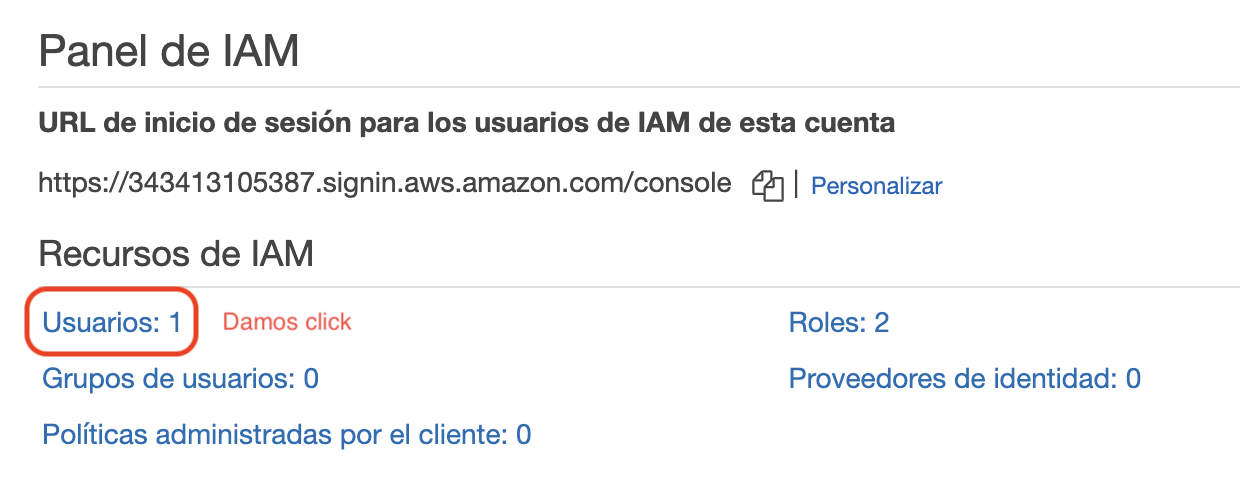 Panel de IAM
URL de inicio de sesión para los usuarios de IAM de esta cuenta
https://343413105387.signin.aws.amazon.com/console | Personalizar
Recursos de IAM
Usuarios: 1 Damos click Roles: 2
Grupos de usuarios: 0 Proveedores de identidad: 0
Políticas administradas por el cliente: 0